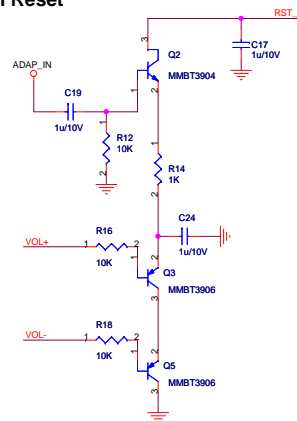 Reset
RST_
3
Q2
C17
ADAP_IN
MMBT3904
1u/10V
C19
1
2
1u/10V
1
R12
10K
2
1
R14
1K
2
C24
1u/10V
R16
VOL+
1
2
2
Q3
10K
1
MMBT3906
3
R18
VOL-
1
2
2
Q5
10K
1
MMBT3906
3